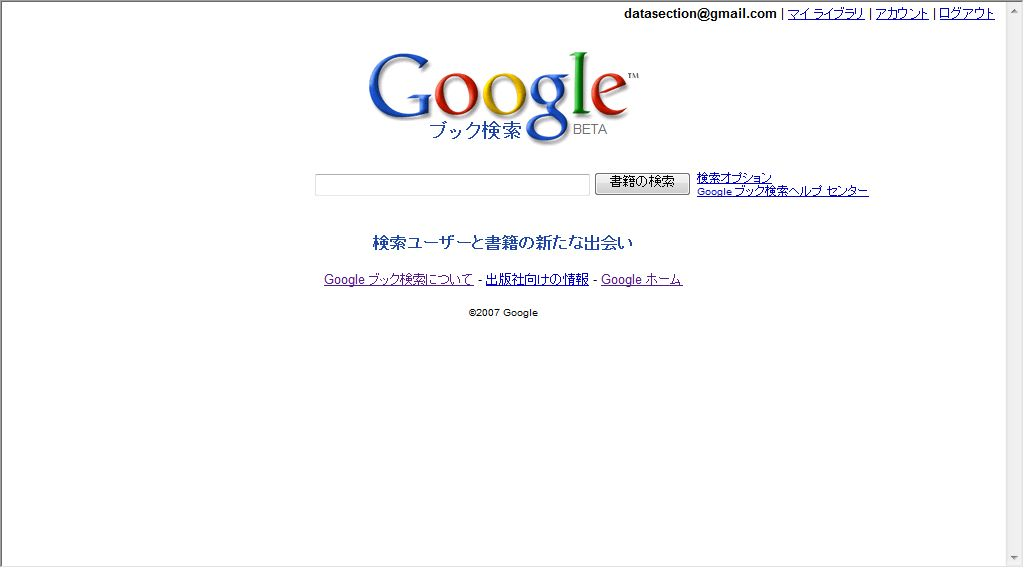 datasection@gmail.com | マイ ライブラリ | アカウント | ログアウト
Google™
ブック検索 BETA
書籍の検索 検索オプション
Google ブック検索ヘルプ センター
検索ユーザーと書籍の新たな出会い
Google ブック検索について - 出版社向けの情報 - Google ホーム
©2007 Google